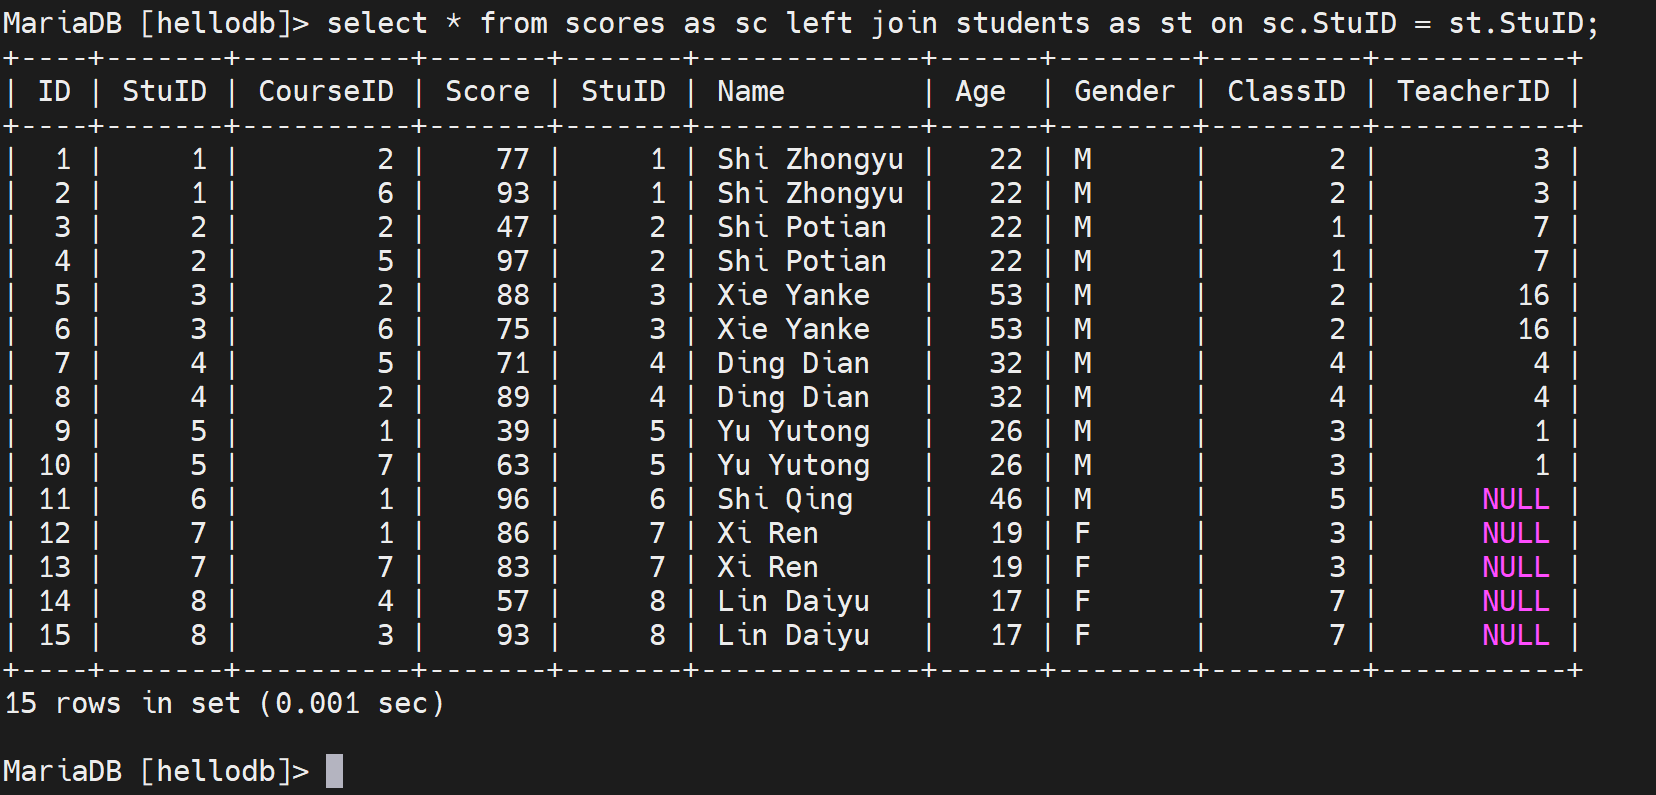 MariaDB [hellodb]> select * from scores as sc left join students as st on sc.StuID = st.StuID;
+----+-------+----------+-------+-------+-------------+------+--------+---------+-----------+
| ID | StuID | CourseID | Score | StuID | Name        | Age  | Gender | ClassID | TeacherID |
+----+-------+----------+-------+-------+-------------+------+--------+---------+-----------+
|  1 |     1 |        2 |    77 |     1 | Shi Zhongyu |   22 | M      |       2 |         3 |
|  2 |     1 |        6 |    93 |     1 | Shi Zhongyu |   22 | M      |       2 |         3 |
|  3 |     2 |        2 |    47 |     2 | Shi Potian  |   22 | M      |       1 |         7 |
|  4 |     2 |        5 |    97 |     2 | Shi Potian  |   22 | M      |       1 |         7 |
|  5 |     3 |        2 |    88 |     3 | Xie Yanke   |   53 | M      |       2 |        16 |
|  6 |     3 |        6 |    75 |     3 | Xie Yanke   |   53 | M      |       2 |        16 |
|  7 |     4 |        5 |    71 |     4 | Ding Dian   |   32 | M      |       4 |         4 |
|  8 |     4 |        2 |    89 |     4 | Ding Dian   |   32 | M      |       4 |         4 |
|  9 |     5 |        1 |    39 |     5 | Yu Yutong   |   26 | M      |       3 |         1 |
| 10 |     5 |        7 |    63 |     5 | Yu Yutong   |   26 | M      |       3 |         1 |
| 11 |     6 |        1 |    96 |     6 | Shi Qing    |   46 | M      |       5 |      NULL |
| 12 |     7 |        1 |    86 |     7 | Xi Ren      |   19 | F      |       3 |      NULL |
| 13 |     7 |        7 |    83 |     7 | Xi Ren      |   19 | F      |       3 |      NULL |
| 14 |     8 |        4 |    57 |     8 | Lin Daiyu   |   17 | F      |       7 |      NULL |
| 15 |     8 |        3 |    93 |     8 | Lin Daiyu   |   17 | F      |       7 |      NULL |
+----+-------+----------+-------+-------+-------------+------+--------+---------+-----------+
15 rows in set (0.001 sec)
MariaDB [hellodb]>